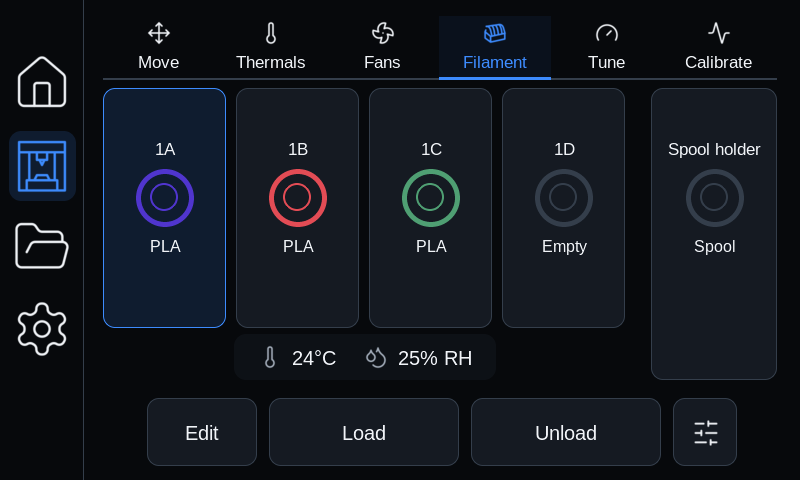 Move
Thermals
Fans
Filament
Tune
Calibrate
1A
PLA
1B
PLA
1C
PLA
1D
Empty
Spool holder
Spool
24°C
25% RH
Edit
Load
Unload